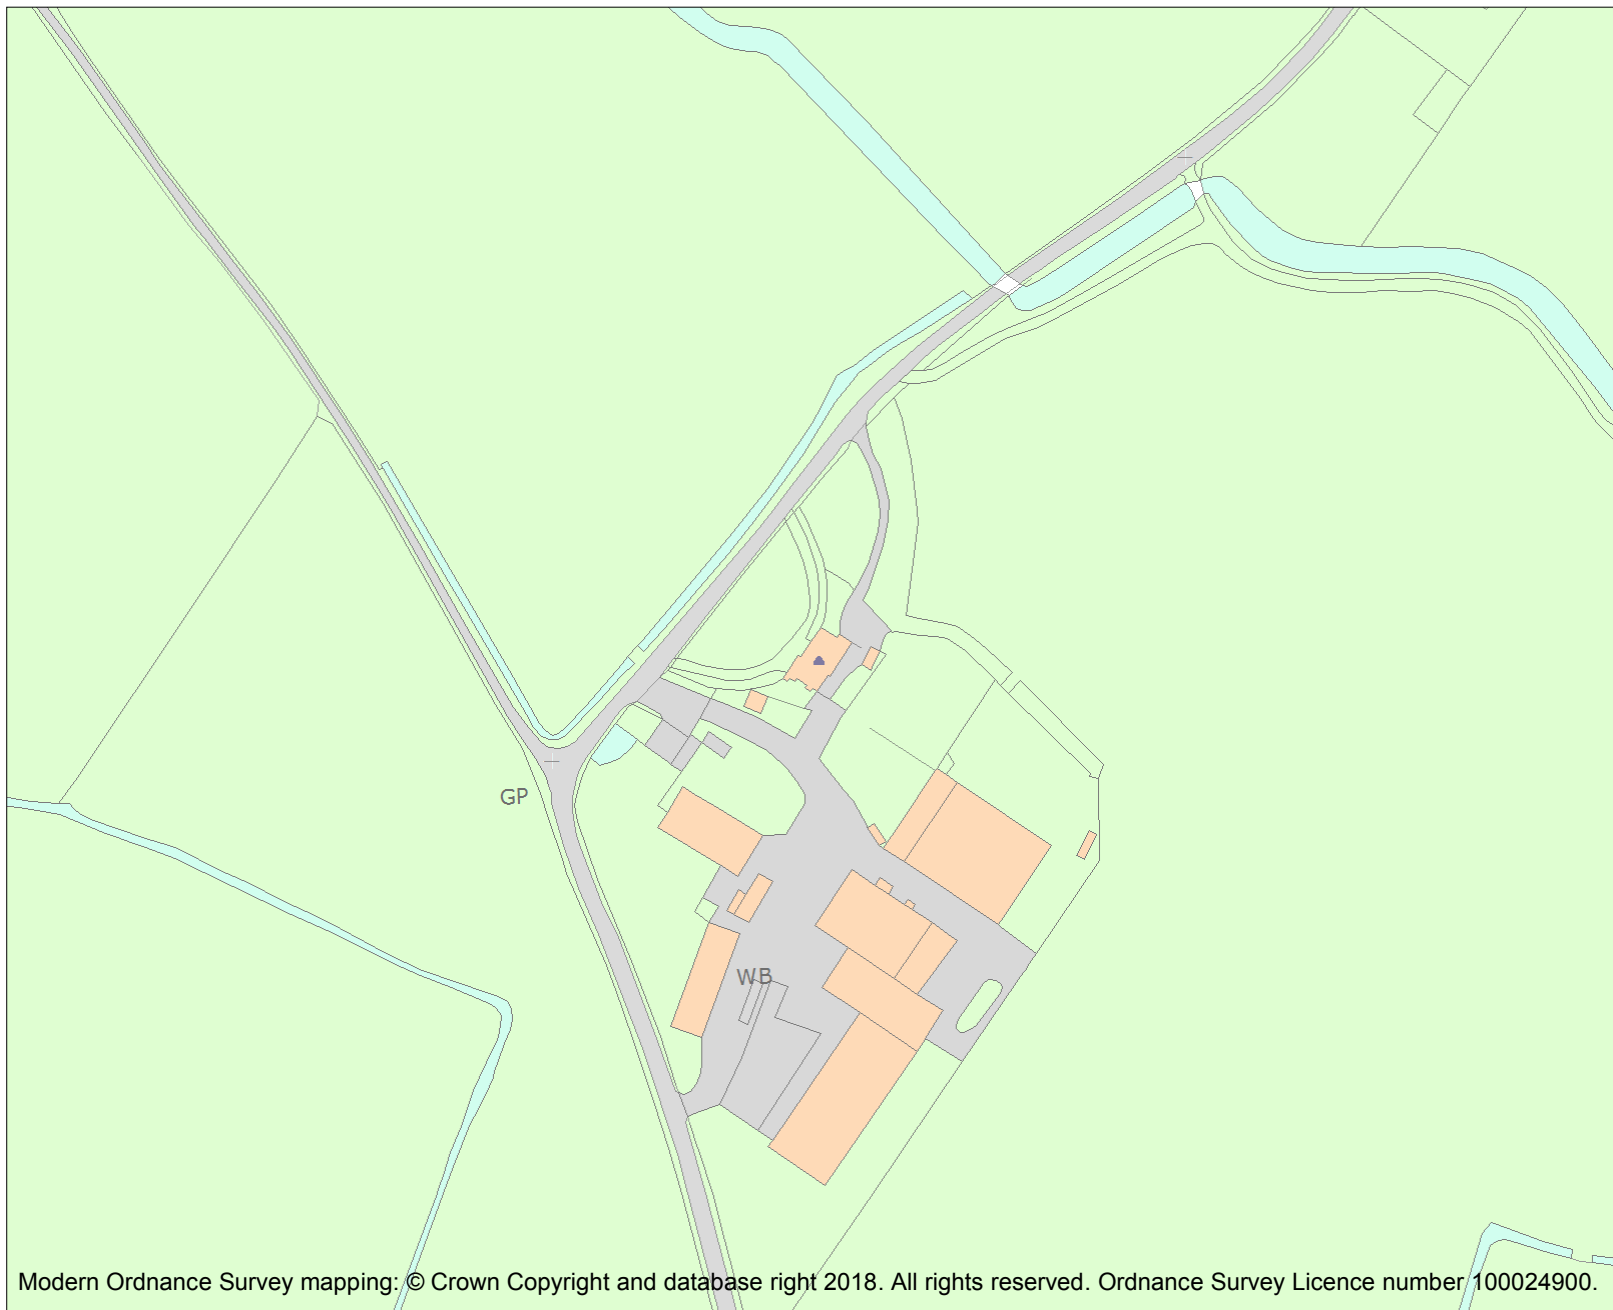 GP
WB
Modern Ordnance Survey mapping: © Crown Copyright and database right 2018. All rights reserved. Ordnance Survey Licence number 100024900.